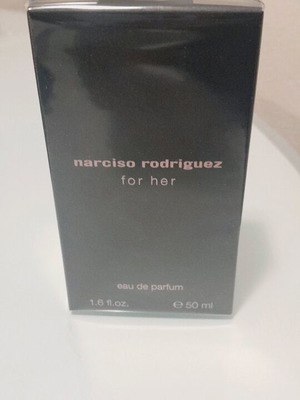 narciso rodriguez
for her
eau de parfum
1.6 fl.oz. ℮ 50 ml